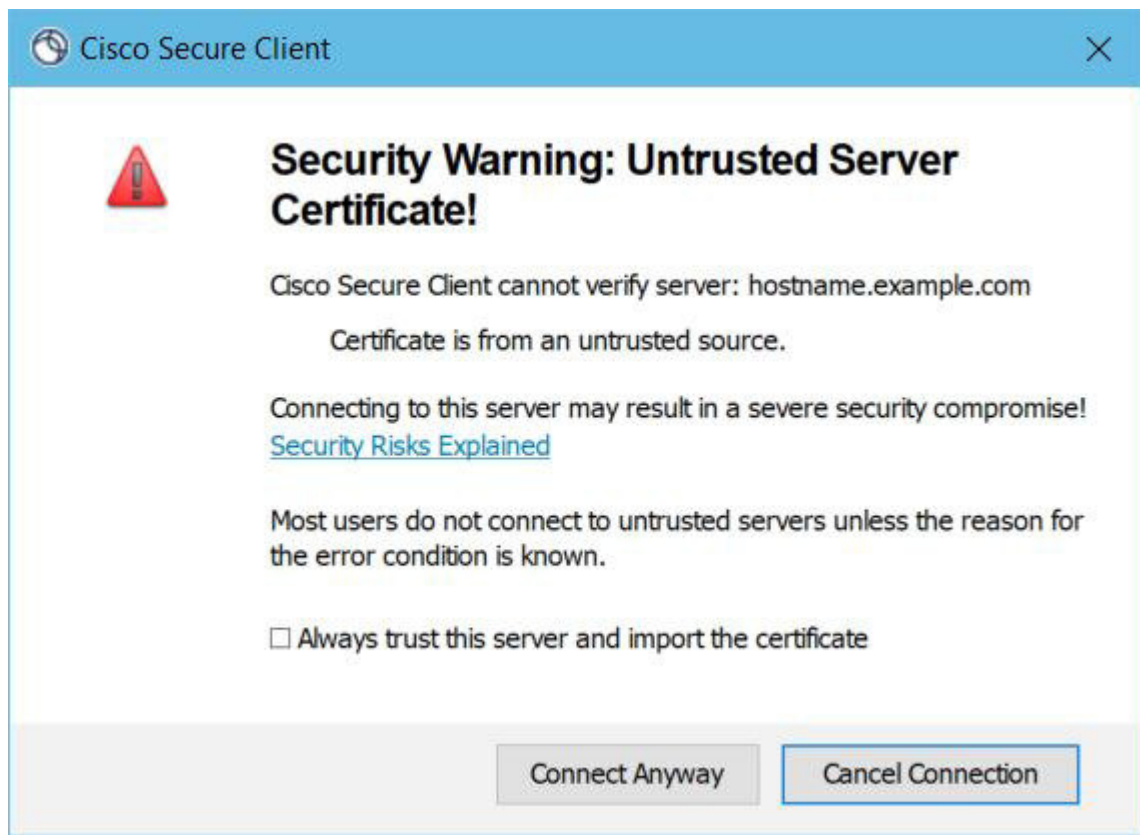 Cisco Secure Client
Security Warning: Untrusted Server
Certificate!
Cisco Secure Client cannot verify server: hostname.example.com
Certificate is from an untrusted source.
Connecting to this server may result in a severe security compromise!
Security Risks Explained
Most users do not connect to untrusted servers unless the reason for
the error condition is known.
Always trust this server and import the certificate
Connect Anyway
Cancel Connection